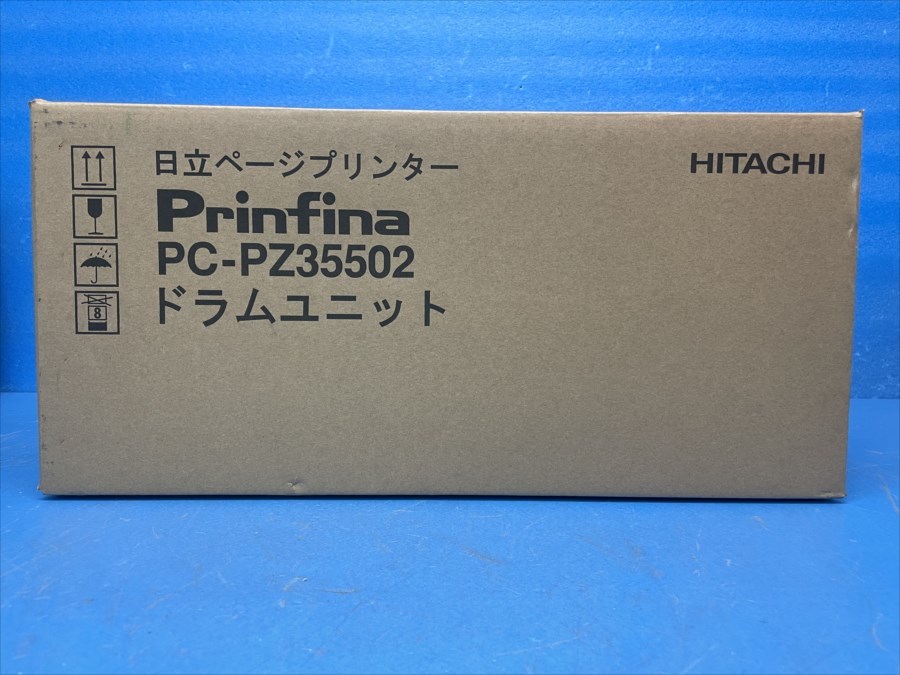 日立ページプリンター
HITACHI
Prinfina
PC-PZ35502
ドラムユニット
8